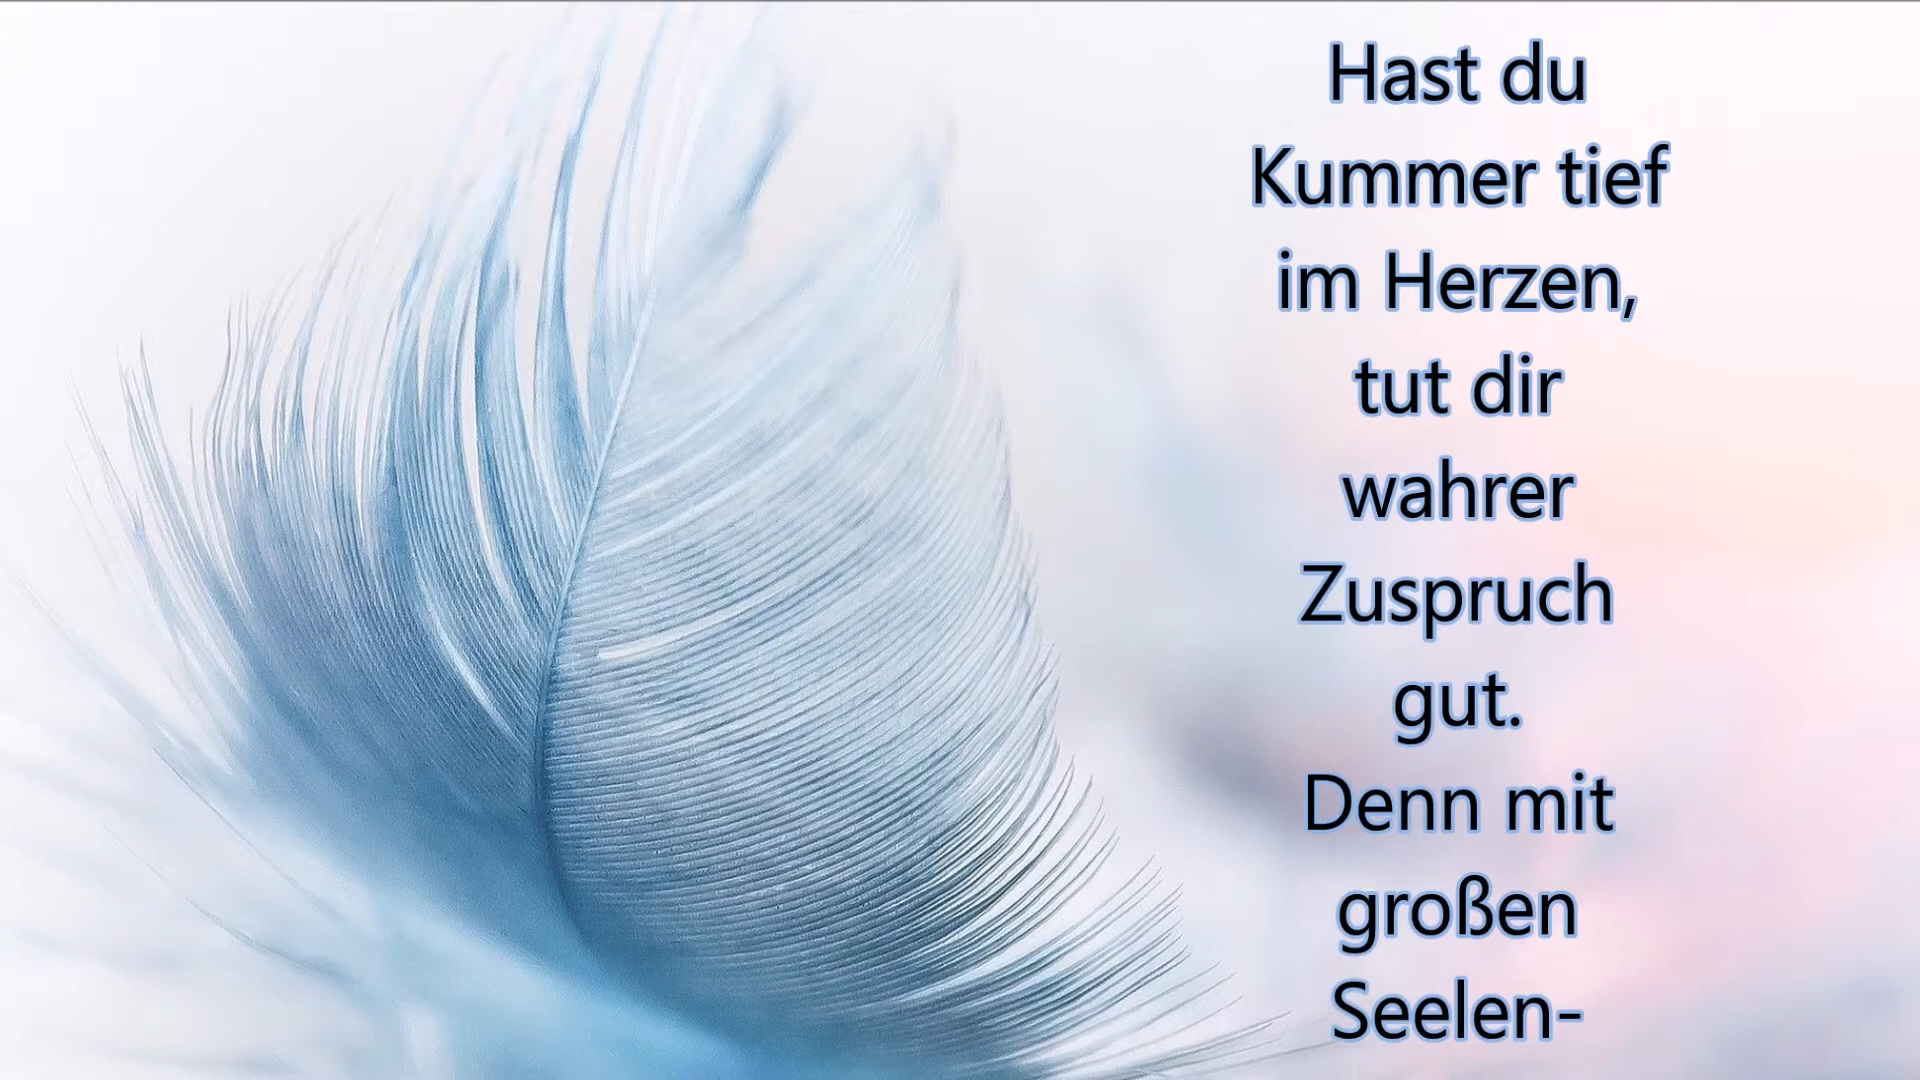 Hast du
Kummer tief
im Herzen,
tut dir
wahrer
Zuspruch
gut.
Denn mit
großen
Seelen-